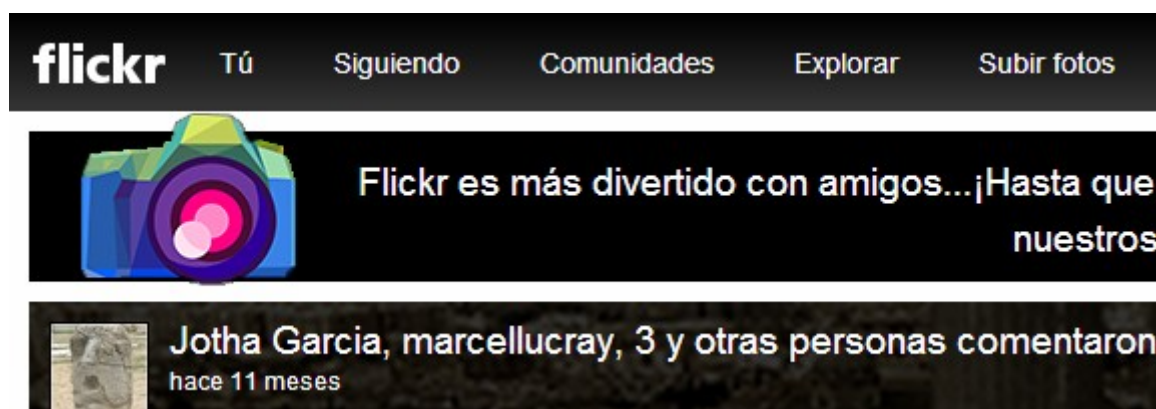 flickr Tú Siguiendo Comunidades Explorar Subir fotos
Flickr es más divertido con amigos...¡Hasta que
nuestros
Jotha Garcia, marcellucray, 3 y otras personas comentaron
hace 11 meses